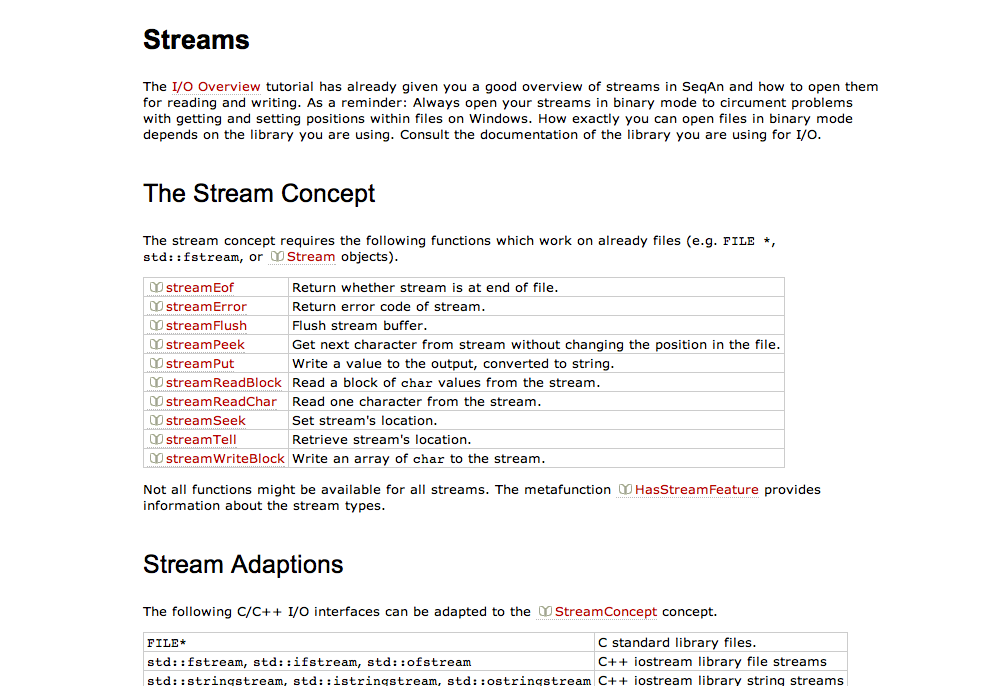 Streams
The I/O Overview tutorial has already given you a good overview of streams in SeqAn and how to open them
for reading and writing. As a reminder: Always open your streams in binary mode to circument problems
with getting and setting positions within files on Windows. How exactly you can open files in binary mode
depends on the library you are using. Consult the documentation of the library you are using for I/O.
The Stream Concept
The stream concept requires the following functions which work on already files (e.g. FILE *,
std::fstream, or Stream objects).
streamEof Return whether stream is at end of file.
streamError Return error code of stream.
streamFlush Flush stream buffer.
streamPeek Get next character from stream without changing the position in the file.
streamPut Write a value to the output, converted to string.
streamReadBlock Read a block of char values from the stream.
streamReadChar Read one character from the stream.
streamSeek Set stream's location.
streamTell Retrieve stream's location.
streamWriteBlock Write an array of char to the stream.
Not all functions might be available for all streams. The metafunction HasStreamFeature provides
information about the stream types.
Stream Adaptions
The following C/C++ I/O interfaces can be adapted to the StreamConcept concept.
FILE* C standard library files.
std::fstream, std::ifstream, std::ofstream C++ iostream library file streams
std::stringstream, std::istringstream, std::ostringstream C++ iostream library string streams